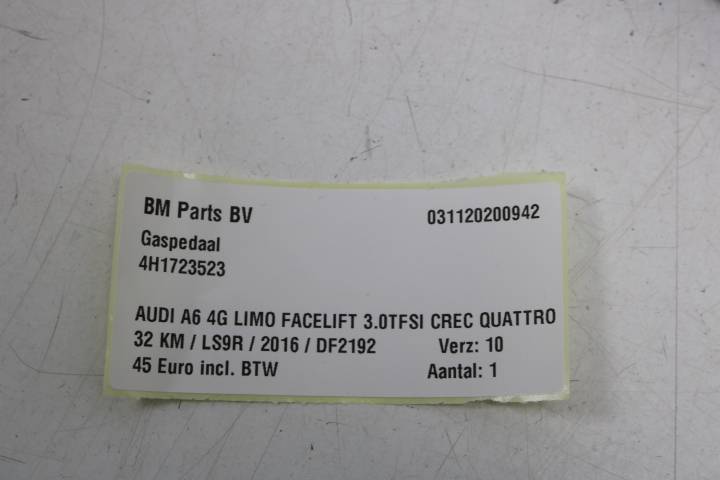 BM Parts BV 031120200942
Gaspedaal
4H1723523
AUDI A6 4G LIMO FACELIFT 3.0TFSI CREC QUATTRO
32 KM / LS9R / 2016 / DF2192 Verz: 10
45 Euro incl. BTW Aantal: 1